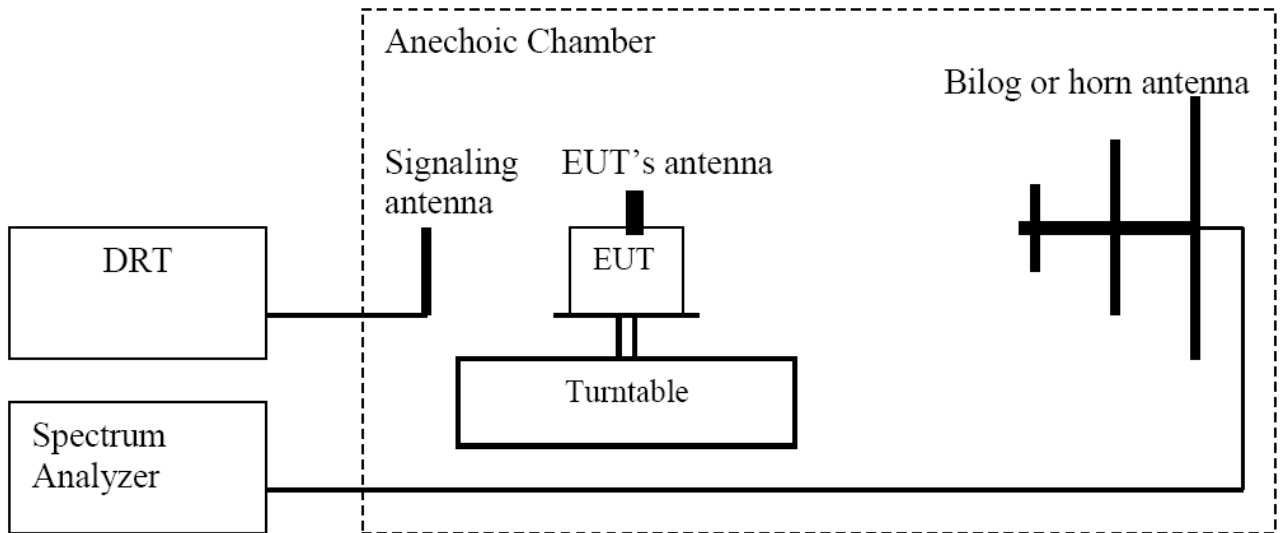 Anechoic Chamber
Bilog or horn antenna
Signaling
antenna
EUT’s antenna
DRT
EUT
Turntable
Spectrum
Analyzer